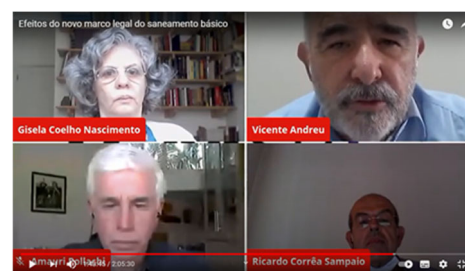 Efeitos do novo marco legal do saneamento básico
Gisela Coelho Nascimento
Vicente Andreu
Amauri
Ricardo Corrêa Sampaio
/ 2:05:30